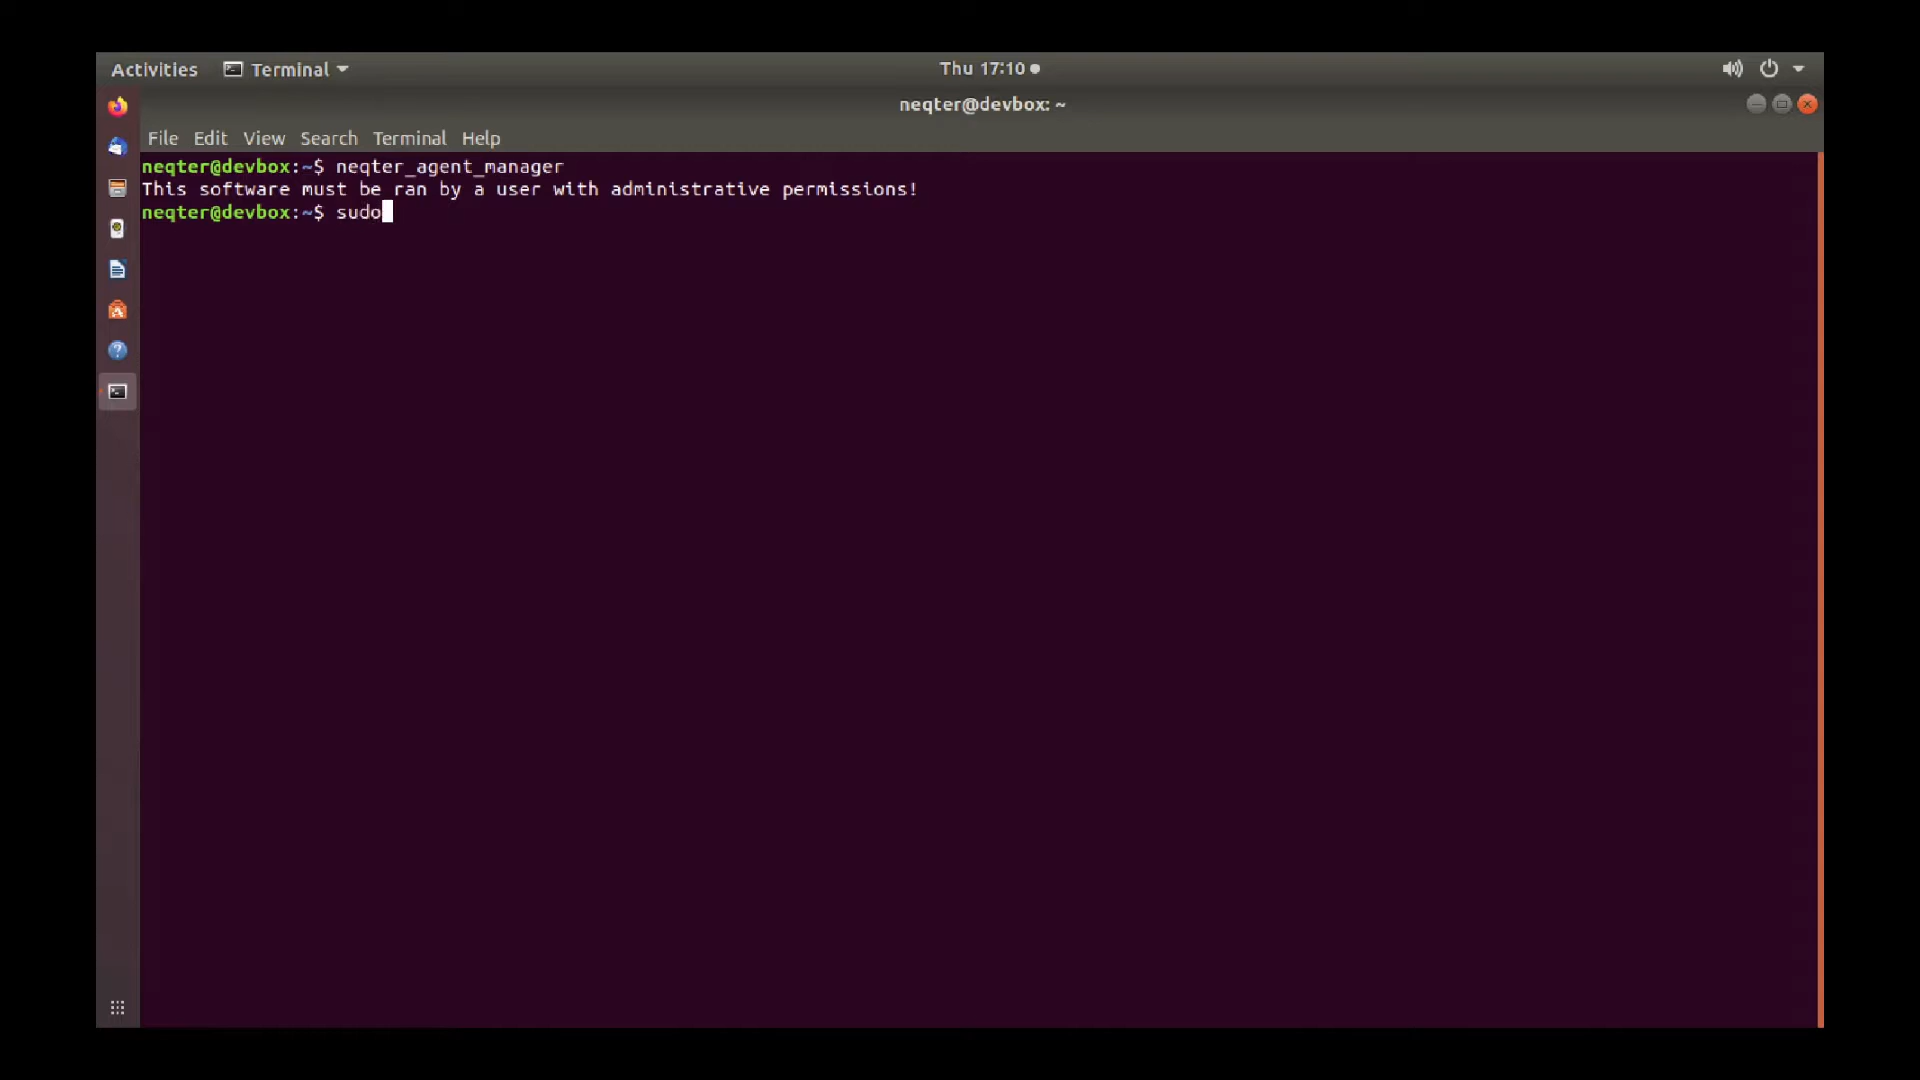 Activities Terminal Thu 17:10
neqter@devbox: ~
File Edit View Search Terminal Help
neqter@devbox:~$ neqter_agent_manager
This software must be ran by a user with administrative permissions!
neqter@devbox:~$ sudo